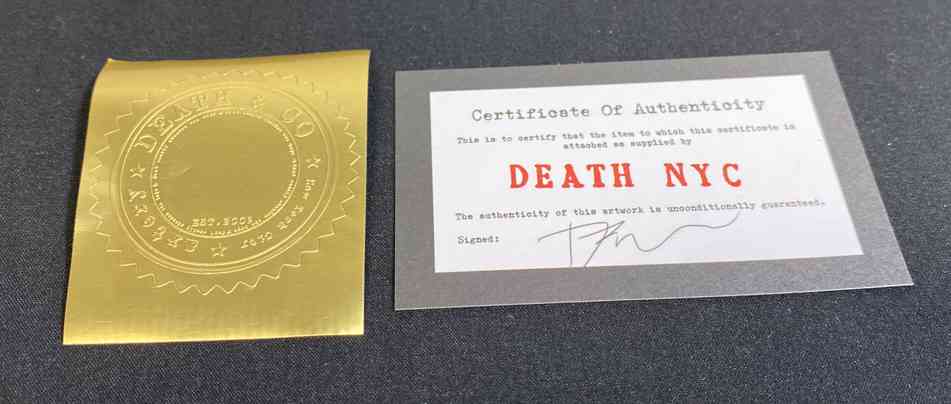 DEATH & CO
EST. 2002
Certificate Of Authenticity
This is to certify that the item to which this certificate is
attached as supplied by
DEATH NYC
The authenticity of this artwork is unconditionally guaranteed.
Signed: